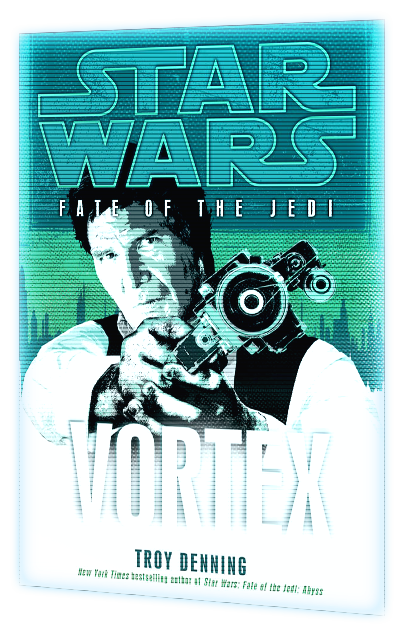 STAR
WARS
FATE OF THE JEDI
VORTEX
TROY DENNING
New York Times bestselling author of Star Wars: Fate of the Jedi: Abyss